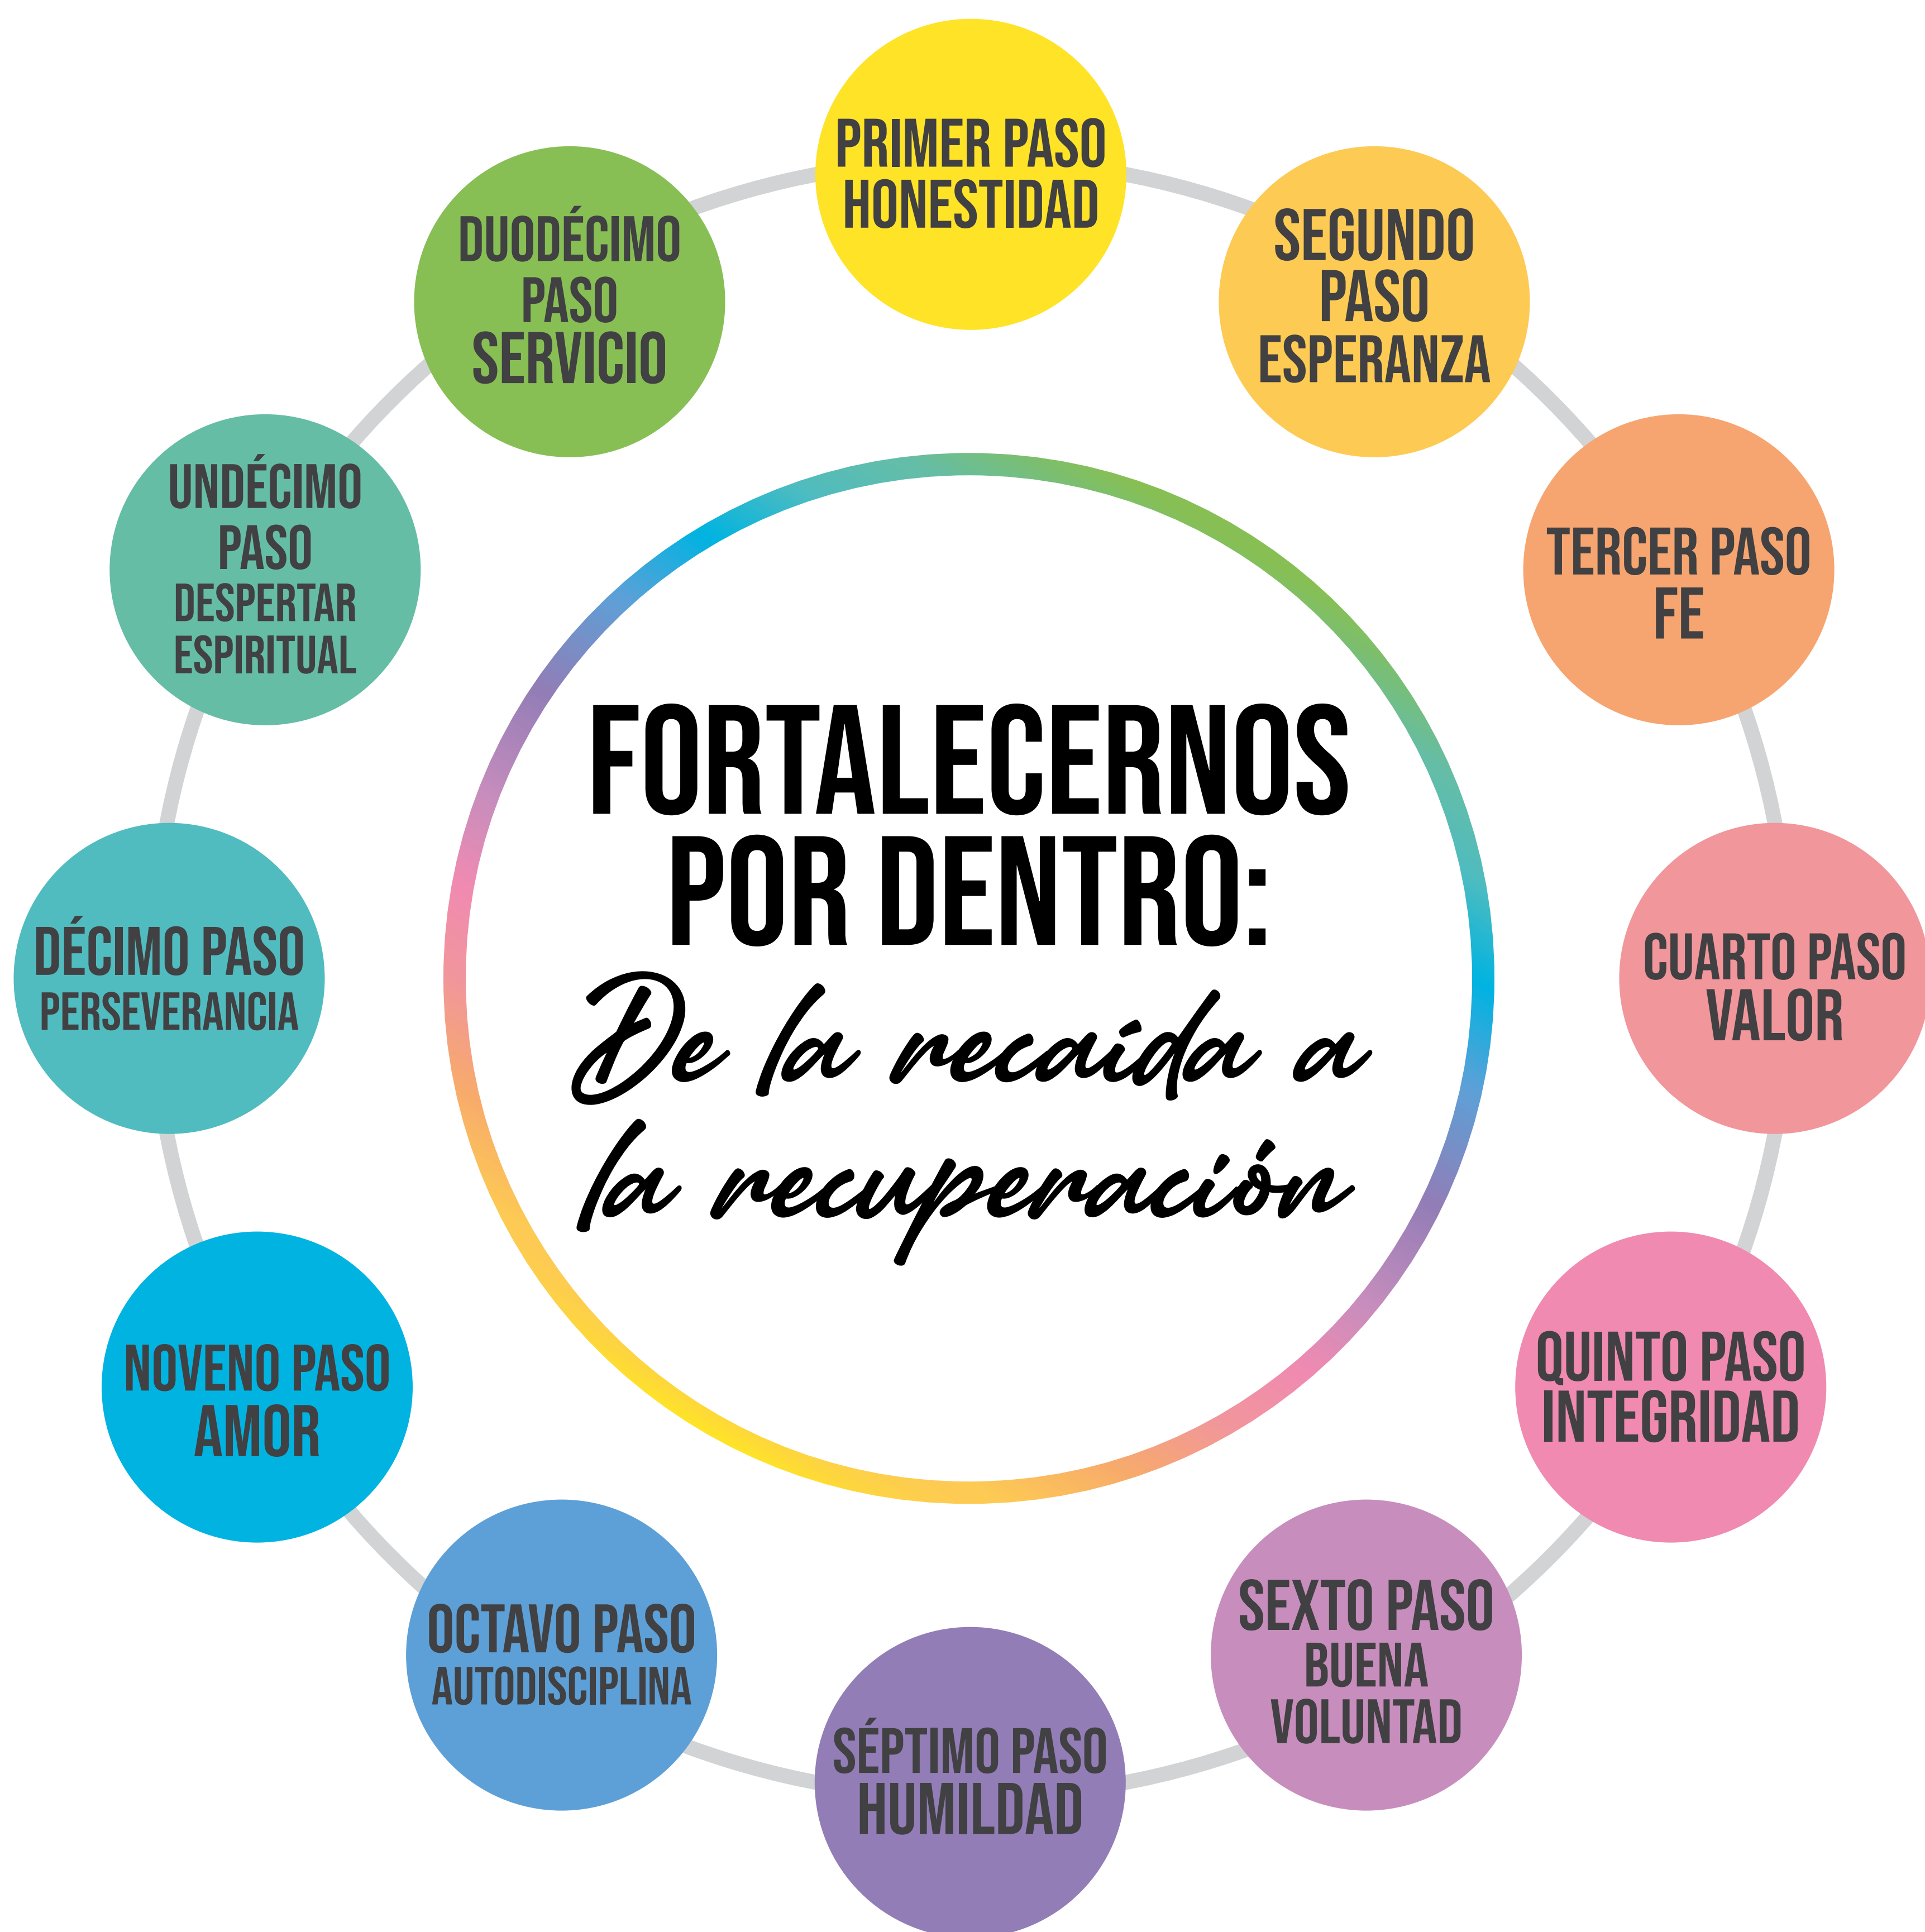 PRIMER PASO
HONESTIDAD
SEGUNDO
PASO
ESPERANZA
TERCER PASO
FE
CUARTO PASO
VALOR
QUINTO PASO
INTEGRIDAD
SEXTO PASO
BUENA
VOLUNTAD
SÉPTIMO PASO
HUMILDAD
OCTAVO PASO
AUTODISCIPLINA
NOVENO PASO
AMOR
DÉCIMO PASO
PERSEVERANCIA
UNDÉCIMO
PASO
DESPERTAR
ESPIRITUAL
DUODÉCIMO
PASO
SERVICIO
FORTALECERNOS
POR DENTRO:
De la recaída a
la recuperación